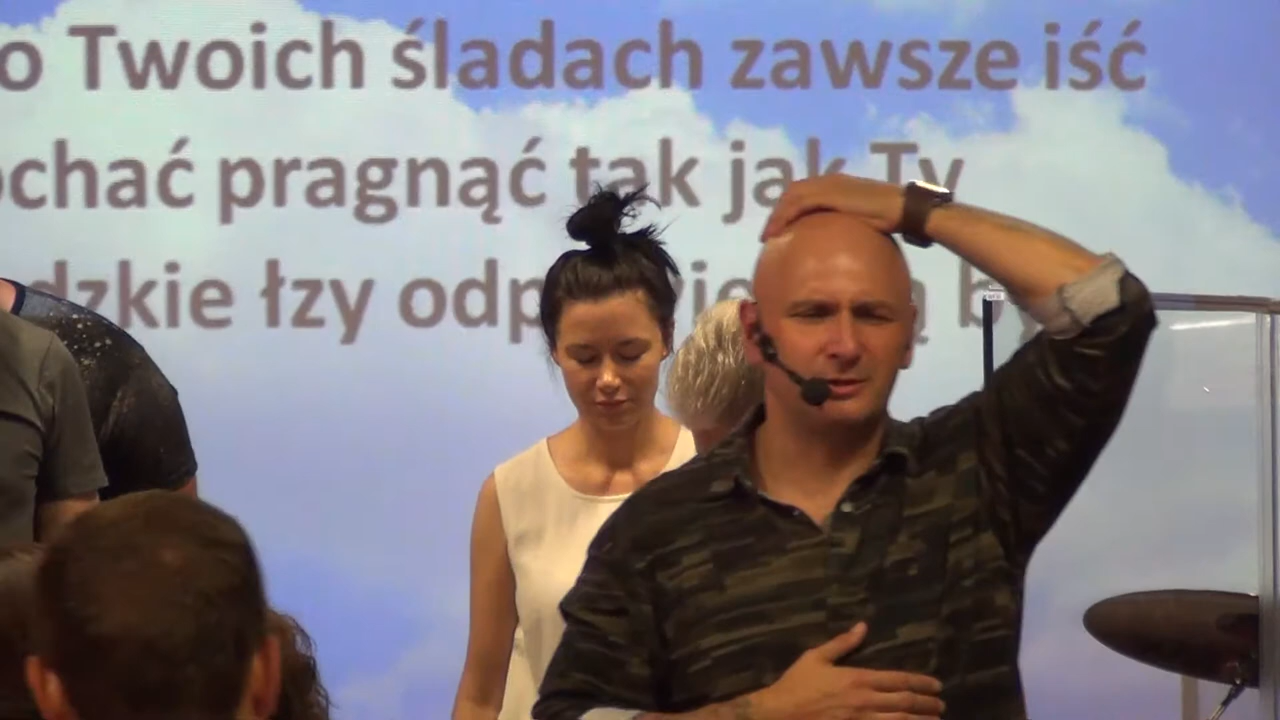 o Twoich śladach zawsze iść
ochać pragnąć tak jak Ty
dzkie łzy